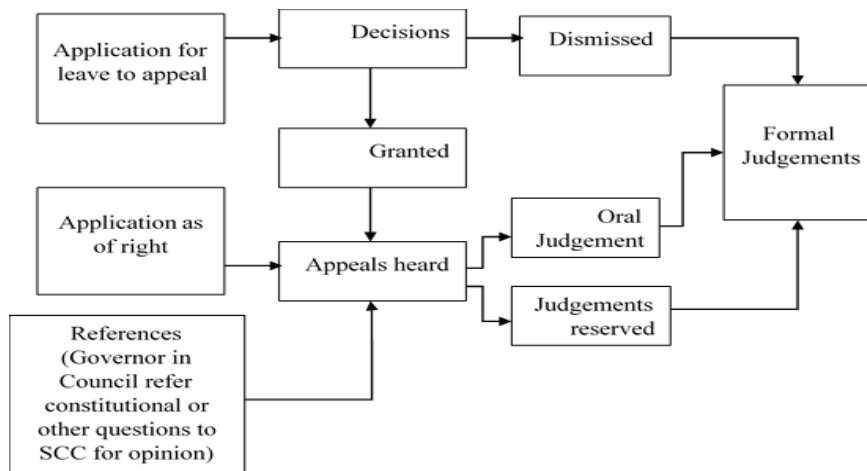 Application for
leave to appeal
Decisions
Dismissed
Granted
Formal
Judgements
Application as
of right
Appeals heard
Oral
Judgement
Judgements
reserved
References
(Governor in
Council refer
constitutional or
other questions to
SCC for opinion)